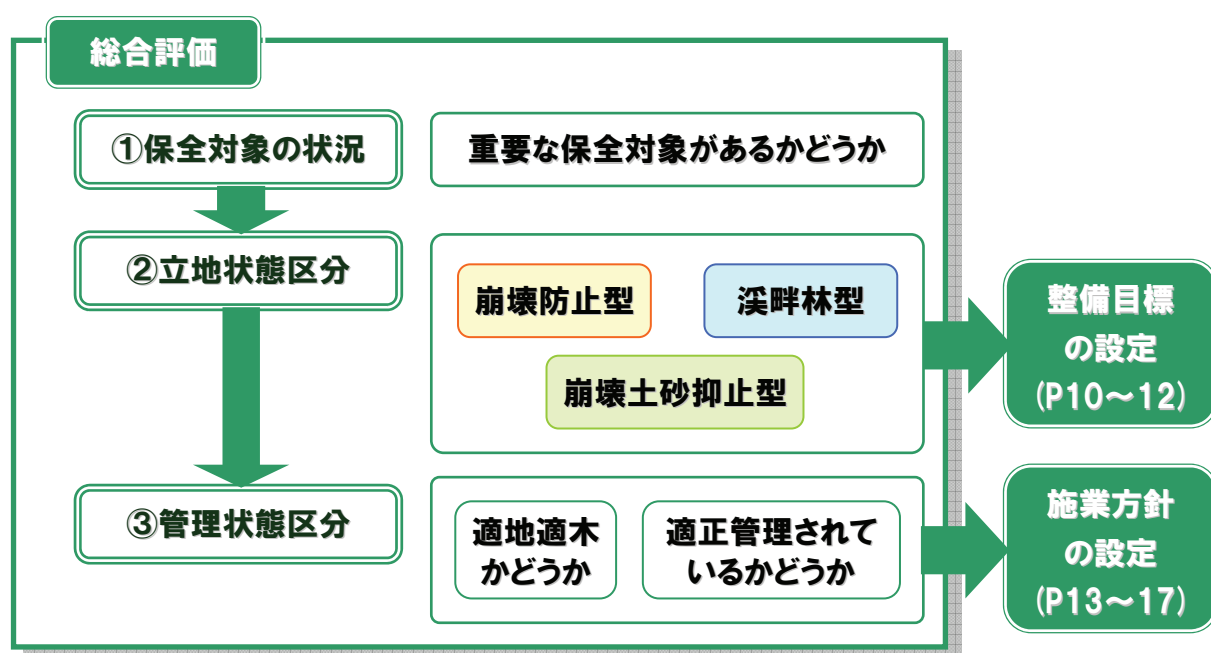 総合評価
①保全対象の状況
重要な保全対象があるかどうか
②立地状態区分
崩壊防止型
渓畔林型
崩壊土砂抑止型
整備目標
の設定
(P10～12)
③管理状態区分
適地適木
かどうか
適正管理されて
いるかどうか
施業方針
の設定
(P13～17)